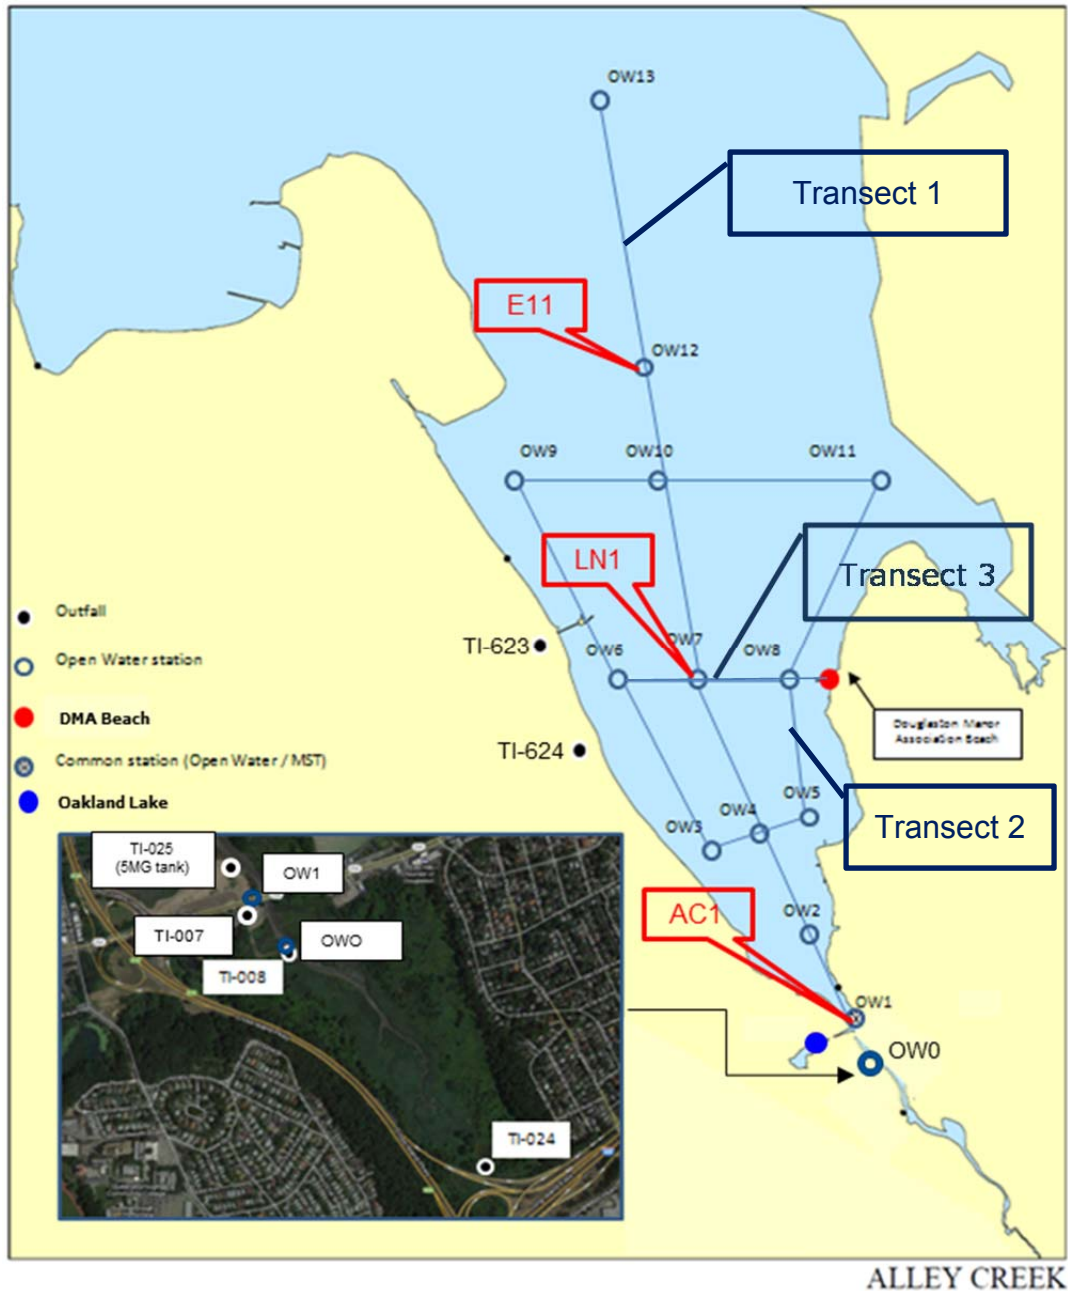 OW13
Transect 1
E11
OW12
OW9
OW10
OW11
LN1
Transect 3
Outfall
TI-623
OW6
OW7
OW8
Open Water station
DMA Beach
Douglaston Manor
Association Beach
TI-624
Common station (Open Water / MST)
Oakland Lake
OW3
OW4
OW5
Transect 2
TI-025
(5MG tank)
OW1
TI-007
OWO
TI-008
TI-024
AC1
OW2
OW1
OW0
ALLEY CREEK